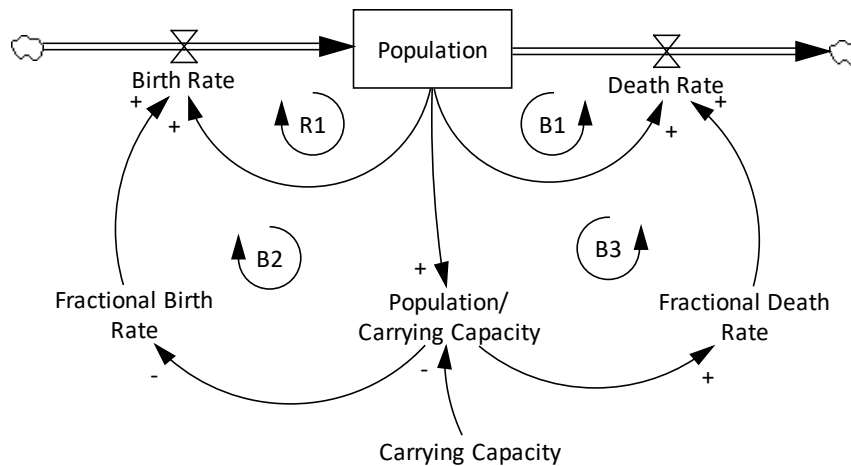 Population
Birth Rate
Death Rate
+
+
+
+
R1
B1
B2
B3
+
Fractional Birth
Rate
Population/
Carrying Capacity
Fractional Death
Rate
-
-
+
Carrying Capacity